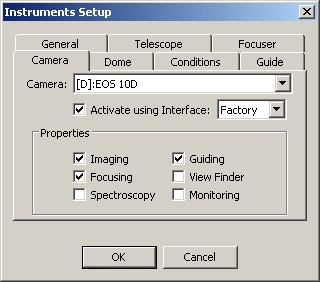 Instruments Setup
General Telescope Focuser
Camera Dome Conditions Guide
Camera: [D]:EOS 10D
Activate using Interface: Factory
Properties
Imaging Guiding
Focusing View Finder
Spectroscopy Monitoring
OK Cancel